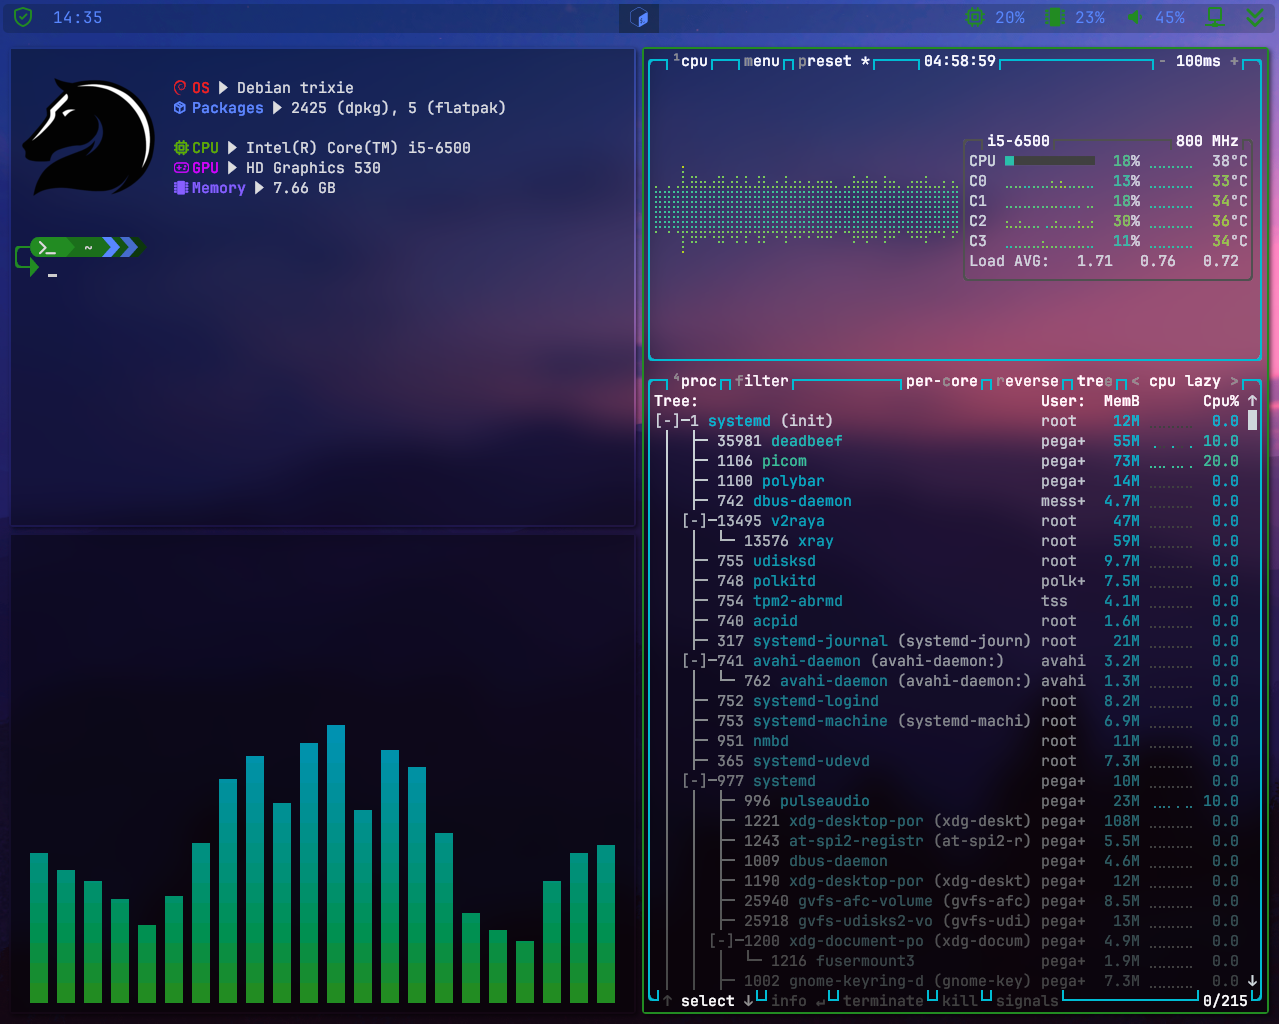 14:35
20% 23% 45%
OS Debian trixie
Packages 2425 (dpkg), 5 (flatpak)
CPU Intel(R) Core(TM) i5-6500
GPU HD Graphics 530
Memory 7.66 GB
>_ ~
1cpu menu preset * 04:58:59 - 100ms +
i5-6500 800 MHz
CPU 18% 38°C
C0 13% 33°C
C1 18% 34°C
C2 30% 36°C
C3 11% 34°C
Load AVG: 1.71 0.76 0.72
4proc filter per-core reverse tree < cpu lazy >
Tree: User: MemB Cpu% ↑
[-]-1 systemd (init) root 12M 0.0
35981 deadbeef pega+ 55M 10.0
1106 picom pega+ 73M 20.0
1100 polybar pega+ 14M 0.0
742 dbus-daemon mess+ 4.7M 0.0
[-]-13495 v2raya root 47M 0.0
13576 xray root 59M 0.0
755 udisksd root 9.7M 0.0
748 polkitd polk+ 7.5M 0.0
754 tpm2-abrmd tss 4.1M 0.0
740 acpid root 1.6M 0.0
317 systemd-journal (systemd-journ) root 21M 0.0
[-]-741 avahi-daemon (avahi-daemon:) avahi 3.2M 0.0
762 avahi-daemon (avahi-daemon:) avahi 1.3M 0.0
752 systemd-logind root 8.2M 0.0
753 systemd-machine (systemd-machi) root 6.9M 0.0
951 nmbd root 11M 0.0
365 systemd-udevd root 7.3M 0.0
[-]-977 systemd pega+ 10M 0.0
996 pulseaudio pega+ 23M 10.0
1221 xdg-desktop-por (xdg-deskt) pega+ 108M 0.0
1243 at-spi2-registr (at-spi2-r) pega+ 5.5M 0.0
1009 dbus-daemon pega+ 4.6M 0.0
1190 xdg-desktop-por (xdg-deskt) pega+ 12M 0.0
25940 gvfs-afc-volume (gvfs-afc) pega+ 8.5M 0.0
25918 gvfs-udisks2-vo (gvfs-udi) pega+ 13M 0.0
[-]-1200 xdg-document-po (xdg-docum) pega+ 4.9M 0.0
1216 fusermount3 pega+ 1.9M 0.0
1002 gnome-keyring-d (gnome-key) pega+ 7.3M 0.0 ↓
↑ select ↓ info ↵ terminate kill signals 0/215